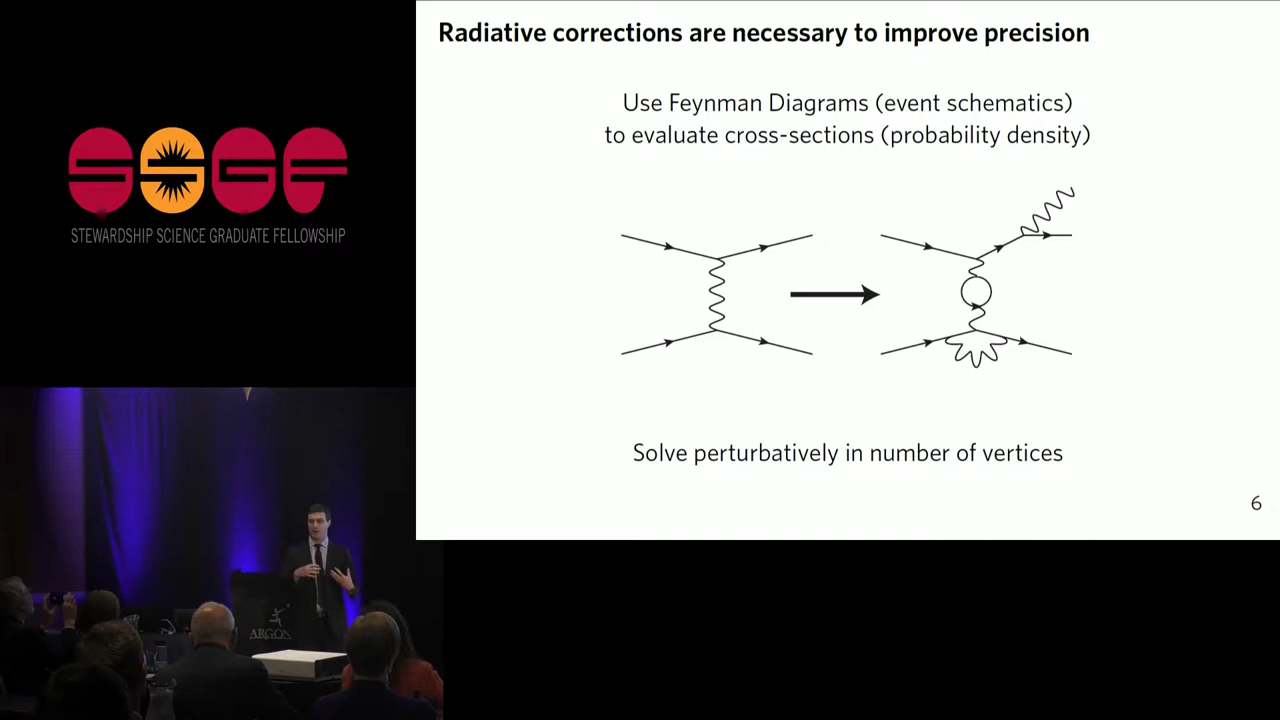 Radiative corrections are necessary to improve precision
Use Feynman Diagrams (event schematics)
to evaluate cross-sections (probability density)
Solve perturbatively in number of vertices
6
SSGF
STEWARDSHIP SCIENCE GRADUATE FELLOWSHIP
ARGON